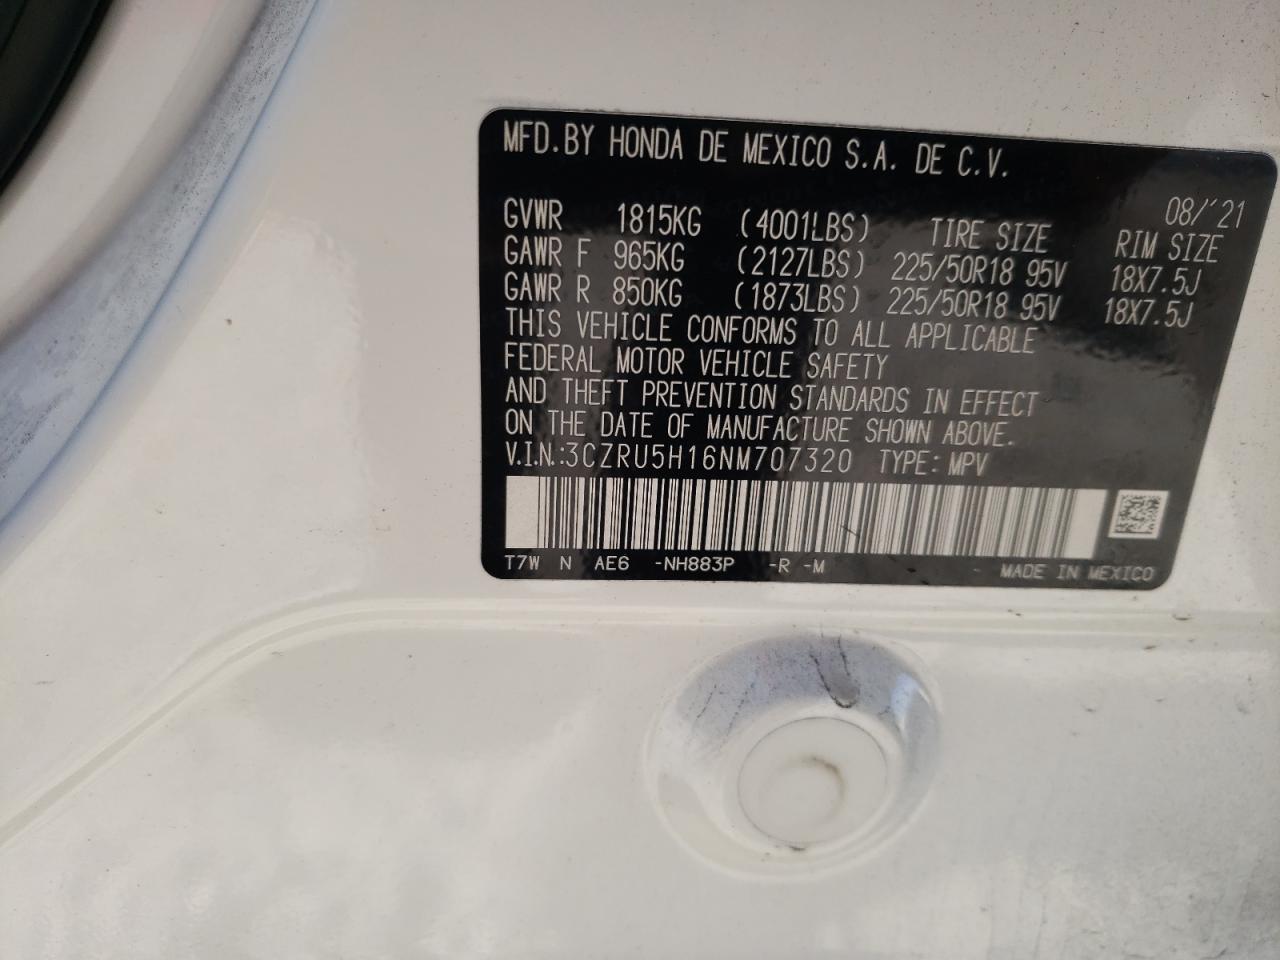 MFD.BY HONDA DE MEXICO S.A. DE C.V.
08/'21
GVWR 1815KG (4001LBS) TIRE SIZE RIM SIZE
GAWR F 965KG (2127LBS) 225/50R18 95V 18X7.5J
GAWR R 850KG (1873LBS) 225/50R18 95V 18X7.5J
THIS VEHICLE CONFORMS TO ALL APPLICABLE
FEDERAL MOTOR VEHICLE SAFETY
AND THEFT PREVENTION STANDARDS IN EFFECT
ON THE DATE OF MANUFACTURE SHOWN ABOVE.
V.I.N.:3CZRU5H16NM707320 TYPE: MPV
T7W N AE6 -NH883P -R -M MADE IN MEXICO